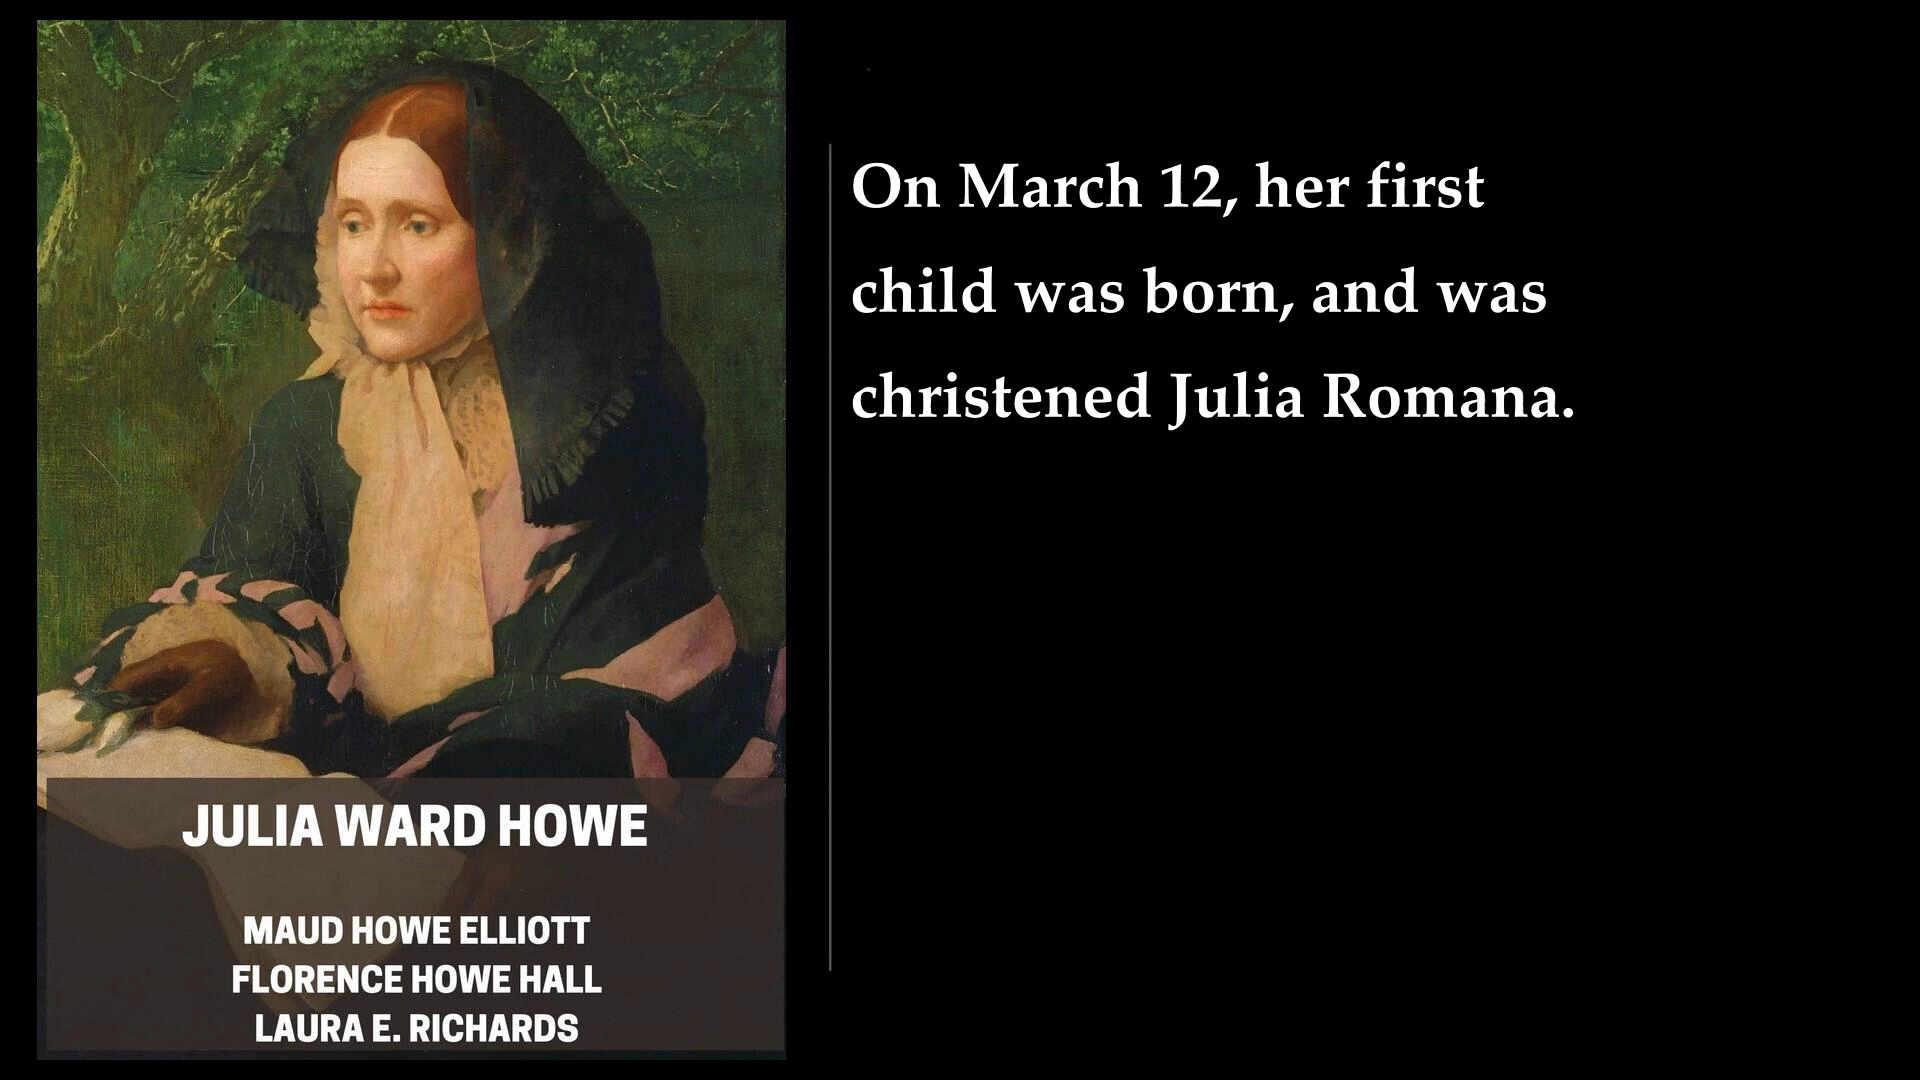 JULIA WARD HOWE
MAUD HOWE ELLIOTT
FLORENCE HOWE HALL
LAURA E. RICHARDS
On March 12, her first
child was born, and was
christened Julia Romana.